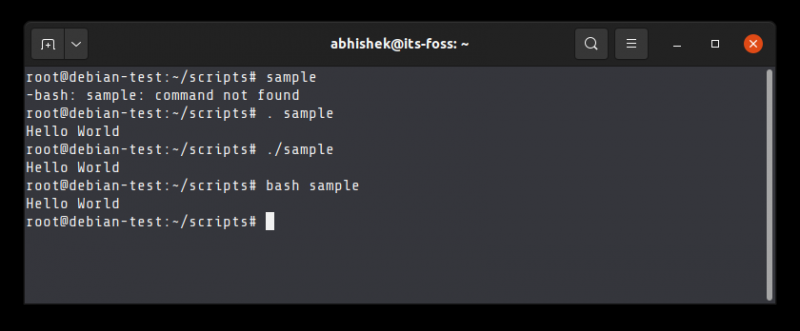 abhishek@its-foss: ~
root@debian-test:~/scripts# sample
-bash: sample: command not found
root@debian-test:~/scripts# . sample
Hello World
root@debian-test:~/scripts# ./sample
Hello World
root@debian-test:~/scripts# bash sample
Hello World
root@debian-test:~/scripts#